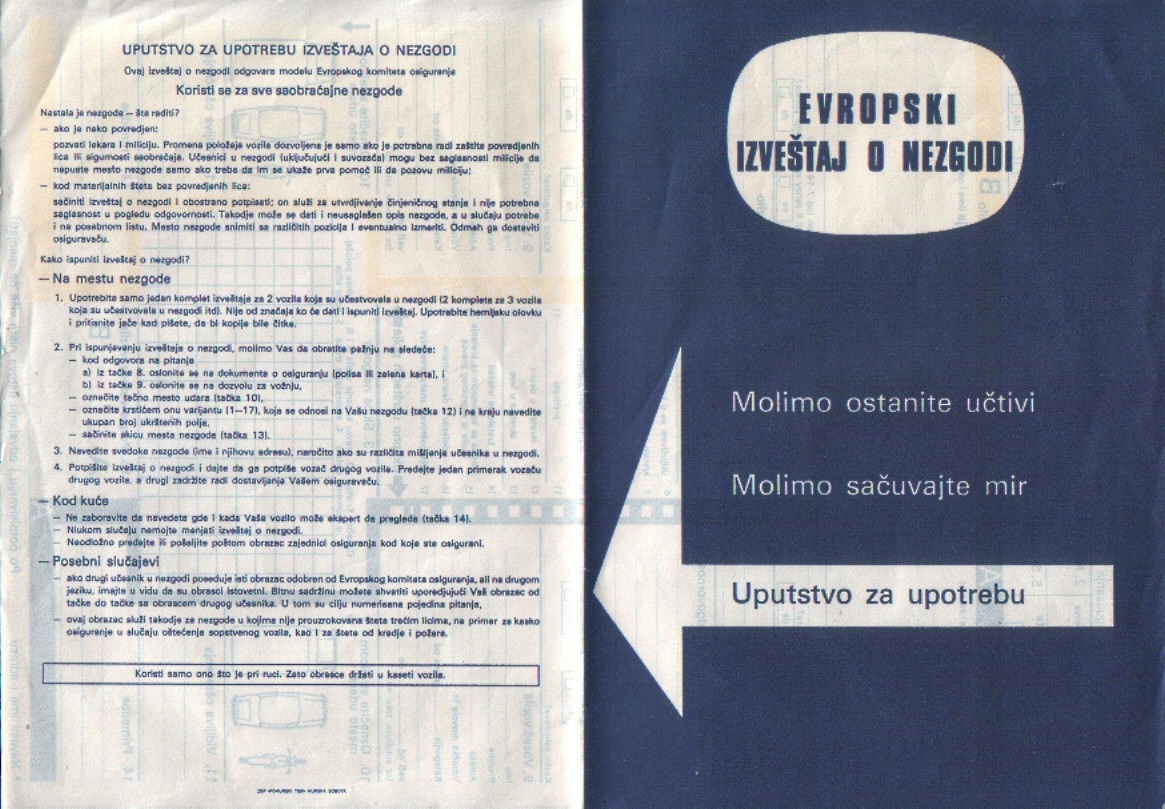 UPUTSTVO ZA UPOTREBU IZVEŠTAJA O NEZGODI
Ovaj izveštaj o nezgodi odgovara modelu Evropskog komiteta osiguranja
Koristi se za sve saobraćajne nezgode
Nastala je nezgoda — šta raditi?
— ako je neko povredjen:
pozvati lekara i miliciju. Promena položaja vozila dozvoljena je samo ako je potrebna radi zaštite povredjenih
lica ili sigurnosti saobraćaja. Učesnici u nezgodi (uključujući i suvozača) mogu bez saglasnosti milicije da
napuste mesto nezgode samo ako treba da im se ukaže prva pomoć ili da pozovu miliciju;
— kod materijalnih šteta bez povredjenih lica:
sačiniti izveštaj o nezgodi i obostrano potpisati; on služi za utvrdjivanje činjeničnog stanja i nije potrebna
saglasnost u pogledu odgovornosti. Takodje može se dati i neusaglašen opis nezgode, a u slučaju potrebe
i na posebnom listu. Mesto nezgode snimiti sa različitih pozicija i eventualno izmeriti. Odmah ga dostaviti
osiguravaču.
Kako ispuniti izveštaj o nezgodi?
— Na mestu nezgode
1. Upotrebite samo jedan komplet izveštaja za 2 vozila koja su učestvovala u nezgodi (2 kompleta za 3 vozila
koja su učestvovala u nezgodi itd). Nije od značaja ko će dati i ispuniti izveštaj. Upotrebite hemijsku olovku
i pritisnite jače kad pišete, da bi kopije bile čitke.
2. Pri ispunjavanju izveštaja o nezgodi, molimo Vas da obratite pažnju na sledeće:
— kod odgovora na pitanja
a) iz tačke 8. oslonite se na dokumenta o osiguranju (polisa ili zelena karta), i
b) iz tačke 9. oslonite se na dozvolu za vožnju,
— označite tačno mesto udara (tačka 10),
— označite krstićem onu varijantu (1—17), koja se odnosi na Vašu nezgodu (tačka 12) i na kraju navedite
ukupan broj ukrštenih polja,
— sačinite skicu mesta nezgode (tačka 13).
3. Navedite svedoke nezgode (ime i njihovu adresu), naročito ako su različita mišljenja učesnika u nezgodi.
4. Potpišite izveštaj o nezgodi i dajte da ga potpiše vozač drugog vozila. Predajte jedan primerak vozaču
drugog vozila, a drugi zadržite radi dostavljanja Vašem osiguravaču.
— Kod kuće
— Ne zaboravite da navedete gde i kada Vaše vozilo može ekspert da pregleda (tačka 14).
— Niukom slučaju nemojte menjati izveštaj o nezgodi.
— Neodložno predajte ili pošaljite poštom obrazac zajednici osiguranja kod koje ste osigurani.
— Posebni slučajevi
— ako drugi učesnik u nezgodi poseduje isti obrazac odobren od Evropskog komiteta osiguranja, ali na drugom
jeziku, imajte u vidu da su obrasci istovetni. Bitnu sadržinu možete shvatiti uporedjujući Vaš obrazac od
tačke do tačke sa obrascem drugog učesnika. U tom su cilju numerisana pojedina pitanja,
— ovaj obrazac služi takodje za nezgode u kojima nije prouzrokovana šteta trećim licima, na primer za kasko
osiguranje u slučaju oštećenja sopstvenog vozila, kao i za štete od kradje i požara.
Koristi samo ono što je pri ruci. Zato obrasce držati u kaseti vozila.
EVROPSKI
IZVEŠTAJ O NEZGODI
Molimo ostanite učtivi
Molimo sačuvajte mir
Uputstvo za upotrebu